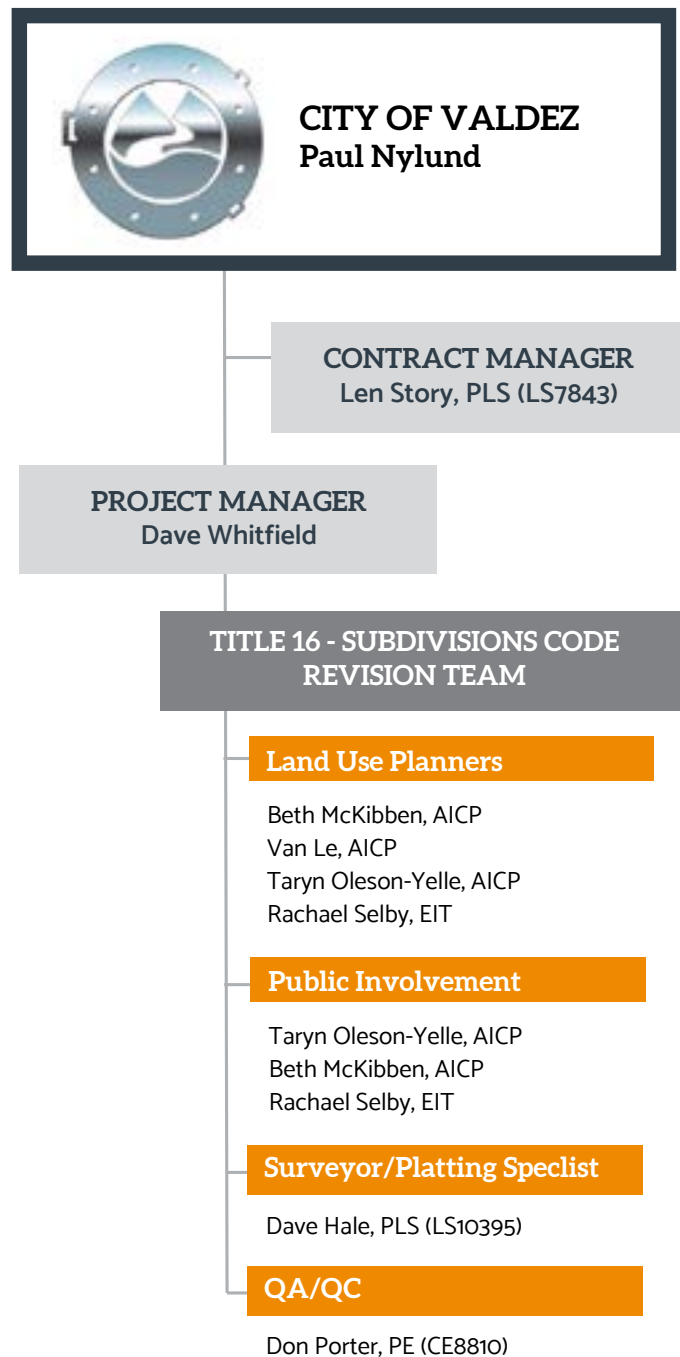 CITY OF VALDEZ
Paul Nylund
CONTRACT MANAGER
Len Story, PLS (LS7843)
PROJECT MANAGER
Dave Whitfield
TITLE 16 - SUBDIVISIONS CODE
REVISION TEAM
Land Use Planners
Beth McKibben, AICP
Van Le, AICP
Taryn Oleson-Yelle, AICP
Rachael Selby, EIT
Public Involvement
Taryn Oleson-Yelle, AICP
Beth McKibben, AICP
Rachael Selby, EIT
Surveyor/Platting Speclist
Dave Hale, PLS (LS10395)
QA/QC
Don Porter, PE (CE8810)